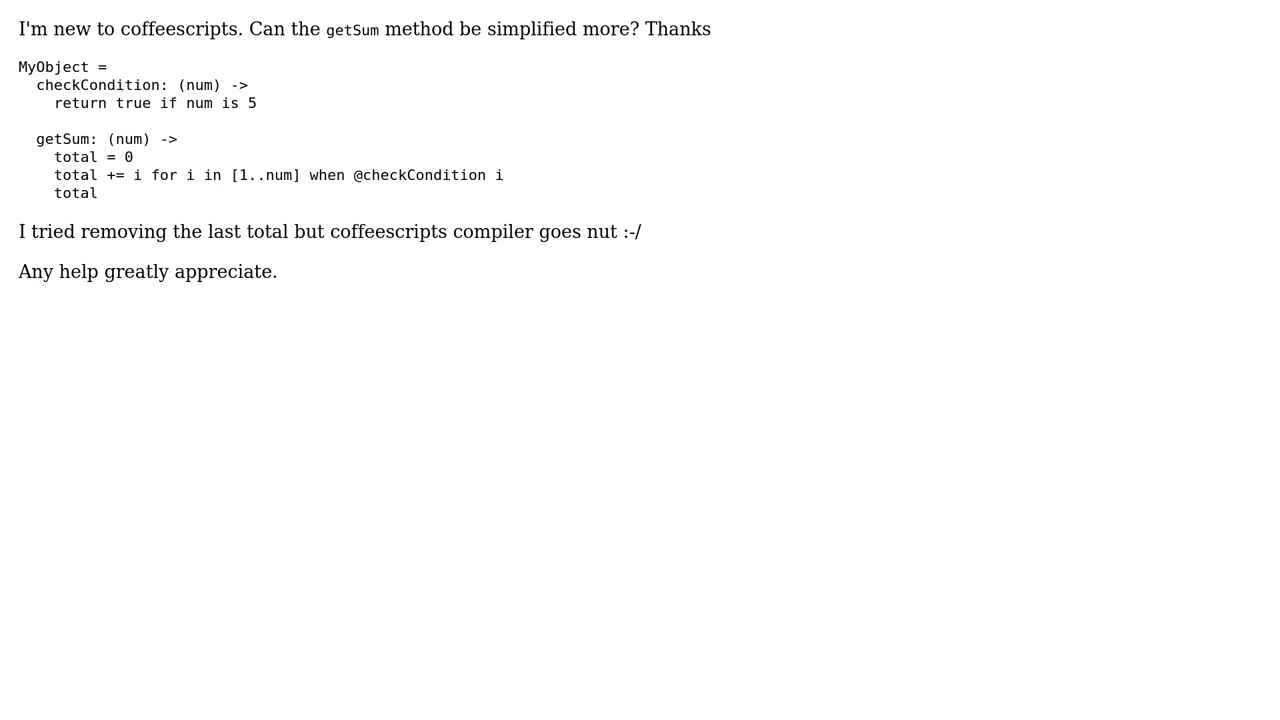 I'm new to coffeescripts. Can the getSum method be simplified more? Thanks
MyObject =
  checkCondition: (num) ->
    return true if num is 5
  getSum: (num) ->
    total = 0
    total += i for i in [1..num] when @checkCondition i
    total
I tried removing the last total but coffeescripts compiler goes nut :-/
Any help greatly appreciate.